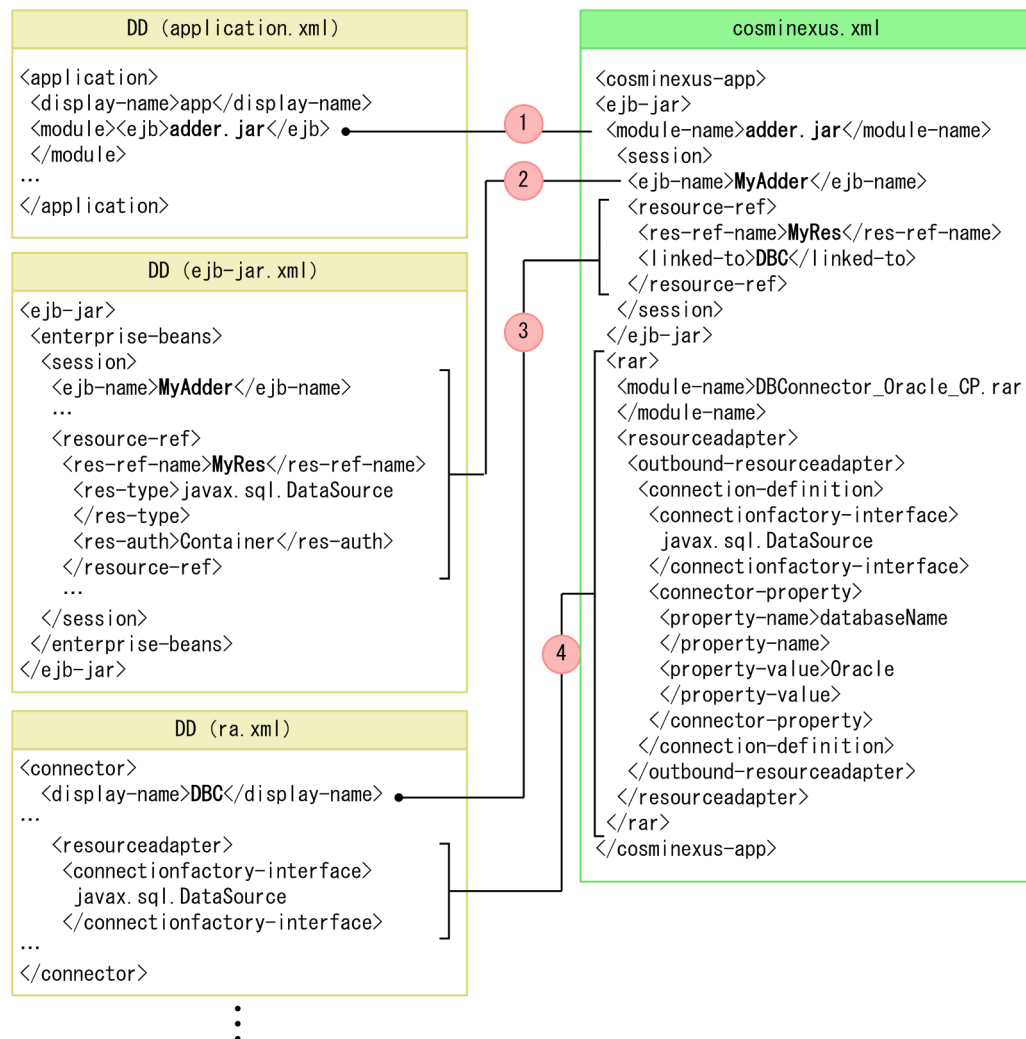 DD (application.xml)
<application>
<display-name>app</display-name>
<module><ejb>adder.jar</ejb>
</module>
...
</application>
DD (ejb-jar.xml)
<ejb-jar>
<enterprise-beans>
<session>
<ejb-name>MyAdder</ejb-name>
...
<resource-ref>
<res-ref-name>MyRes</res-ref-name>
<res-type>javax.sql.DataSource
</res-type>
<res-auth>Container</res-auth>
</resource-ref>
...
</session>
</enterprise-beans>
</ejb-jar>
DD (ra.xml)
<connector>
<display-name>DBC</display-name>
...
<resourceadapter>
<connectionfactory-interface>
javax.sql.DataSource
</connectionfactory-interface>
...
</connector>
1
2
3
4
cosminexus.xml
<cosminexus-app>
<ejb-jar>
<module-name>adder.jar</module-name>
<session>
<ejb-name>MyAdder</ejb-name>
<resource-ref>
<res-ref-name>MyRes</res-ref-name>
<linked-to>DBC</linked-to>
</resource-ref>
</session>
</ejb-jar>
<rar>
<module-name>DBConnector_Oracle_CP.rar
</module-name>
<resourceadapter>
<outbound-resourceadapter>
<connection-definition>
<connectionfactory-interface>
javax.sql.DataSource
</connectionfactory-interface>
<connector-property>
<property-name>databaseName
</property-name>
<property-value>Oracle
</property-value>
</connector-property>
</connection-definition>
</outbound-resourceadapter>
</resourceadapter>
</rar>
</cosminexus-app>